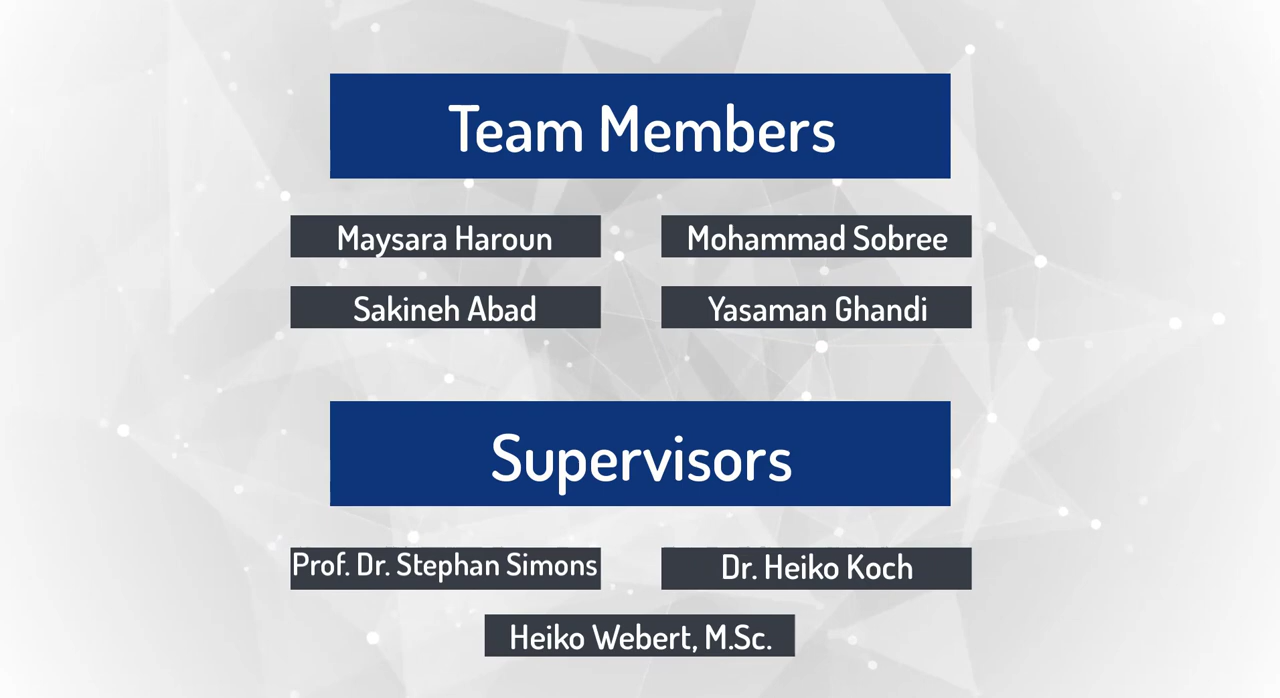 Team Members
Maysara Haroun
Mohammad Sobree
Sakineh Abad
Yasaman Ghandi
Supervisors
Prof. Dr. Stephan Simons
Dr. Heiko Koch
Heiko Webert, M.Sc.